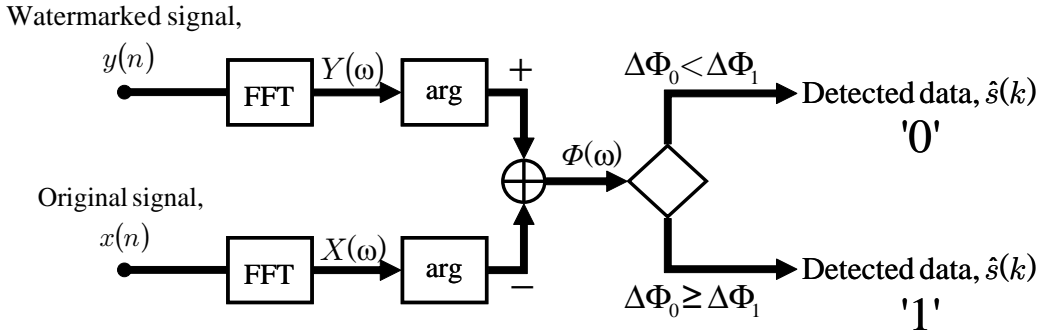 Watermarked signal,
y(n)
FFT
Y(ω)
arg
+
ΔΦ₀<ΔΦ₁
Detected data, ŝ(k)
'0'
Φ(ω)
Original signal,
x(n)
FFT
X(ω)
arg
−
ΔΦ₀≥ΔΦ₁
Detected data, ŝ(k)
'1'